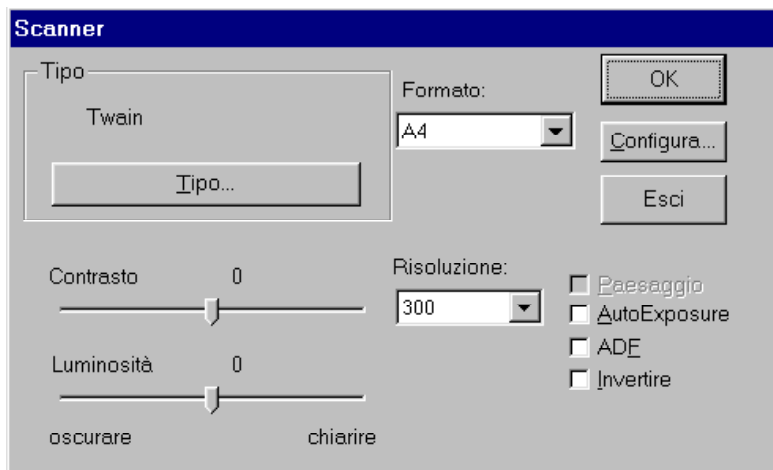 Scanner
Tipo
Twain
Tipo...
Formato:
A4
OK
Configura...
Esci
Contrasto 0
Luminosità 0
oscurare chiarire
Risoluzione:
300
Paesaggio
AutoExposure
ADF
Invertire